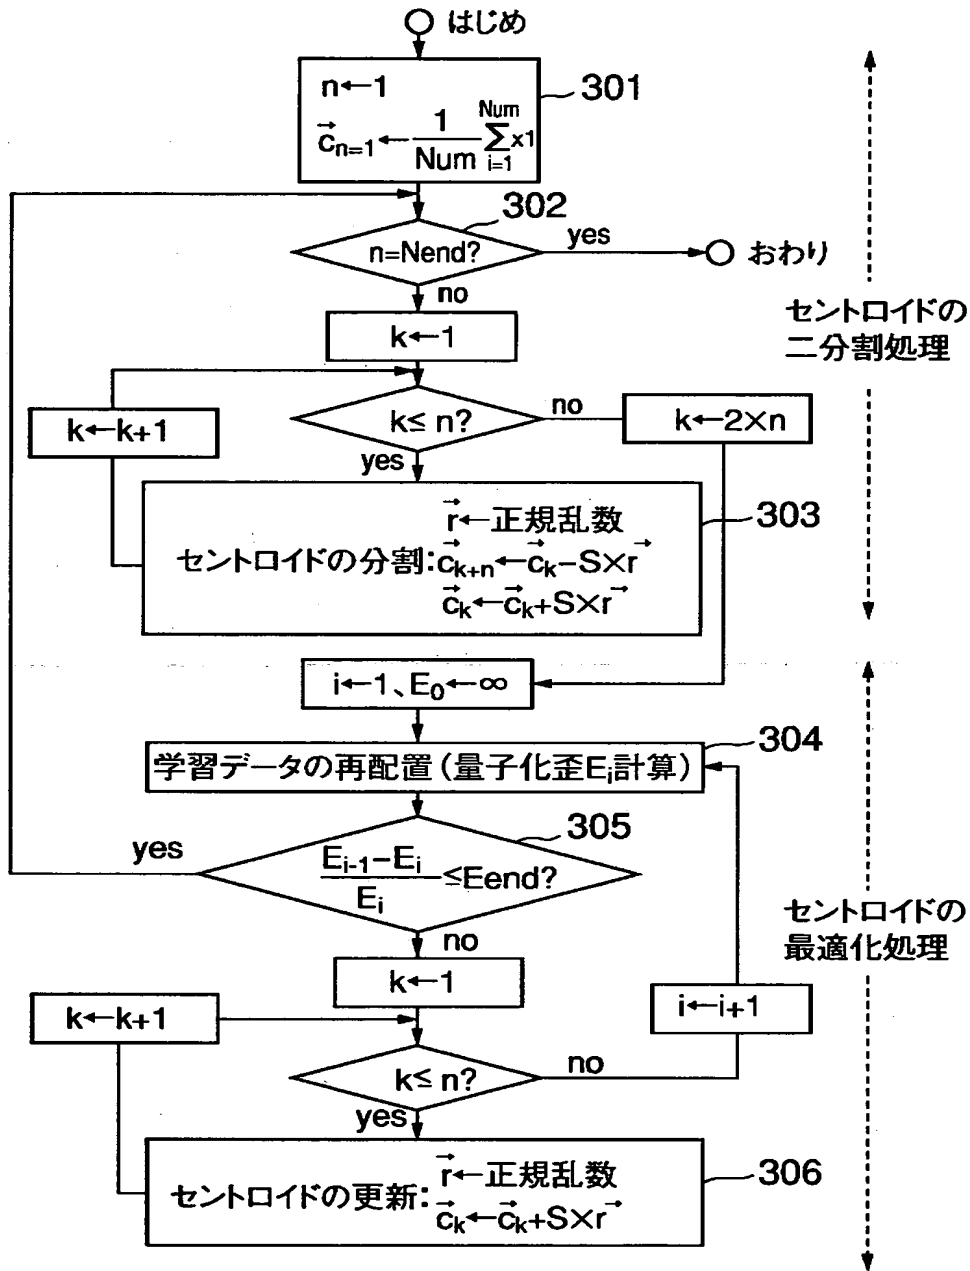 はじめ
301
n←1
c⃗n=1←1/Num Num∑i=1 x1
302
n=Nend?
yes
おわり
no
k←1
セントロイドの
二分割処理
k←k+1
k≤n?
no
k←2×n
yes
303
r⃗←正規乱数
セントロイドの分割:c⃗k+n←c⃗k−S×r⃗
c⃗k←c⃗k+S×r⃗
i←1、E0←∞
304
学習データの再配置(量子化歪Ei計算)
305
yes
(Ei-1−Ei)/Ei≤Eend?
no
セントロイドの
最適化処理
k←1
k←k+1
i←i+1
k≤n?
no
yes
306
r⃗←正規乱数
セントロイドの更新:c⃗k←c⃗k+S×r⃗